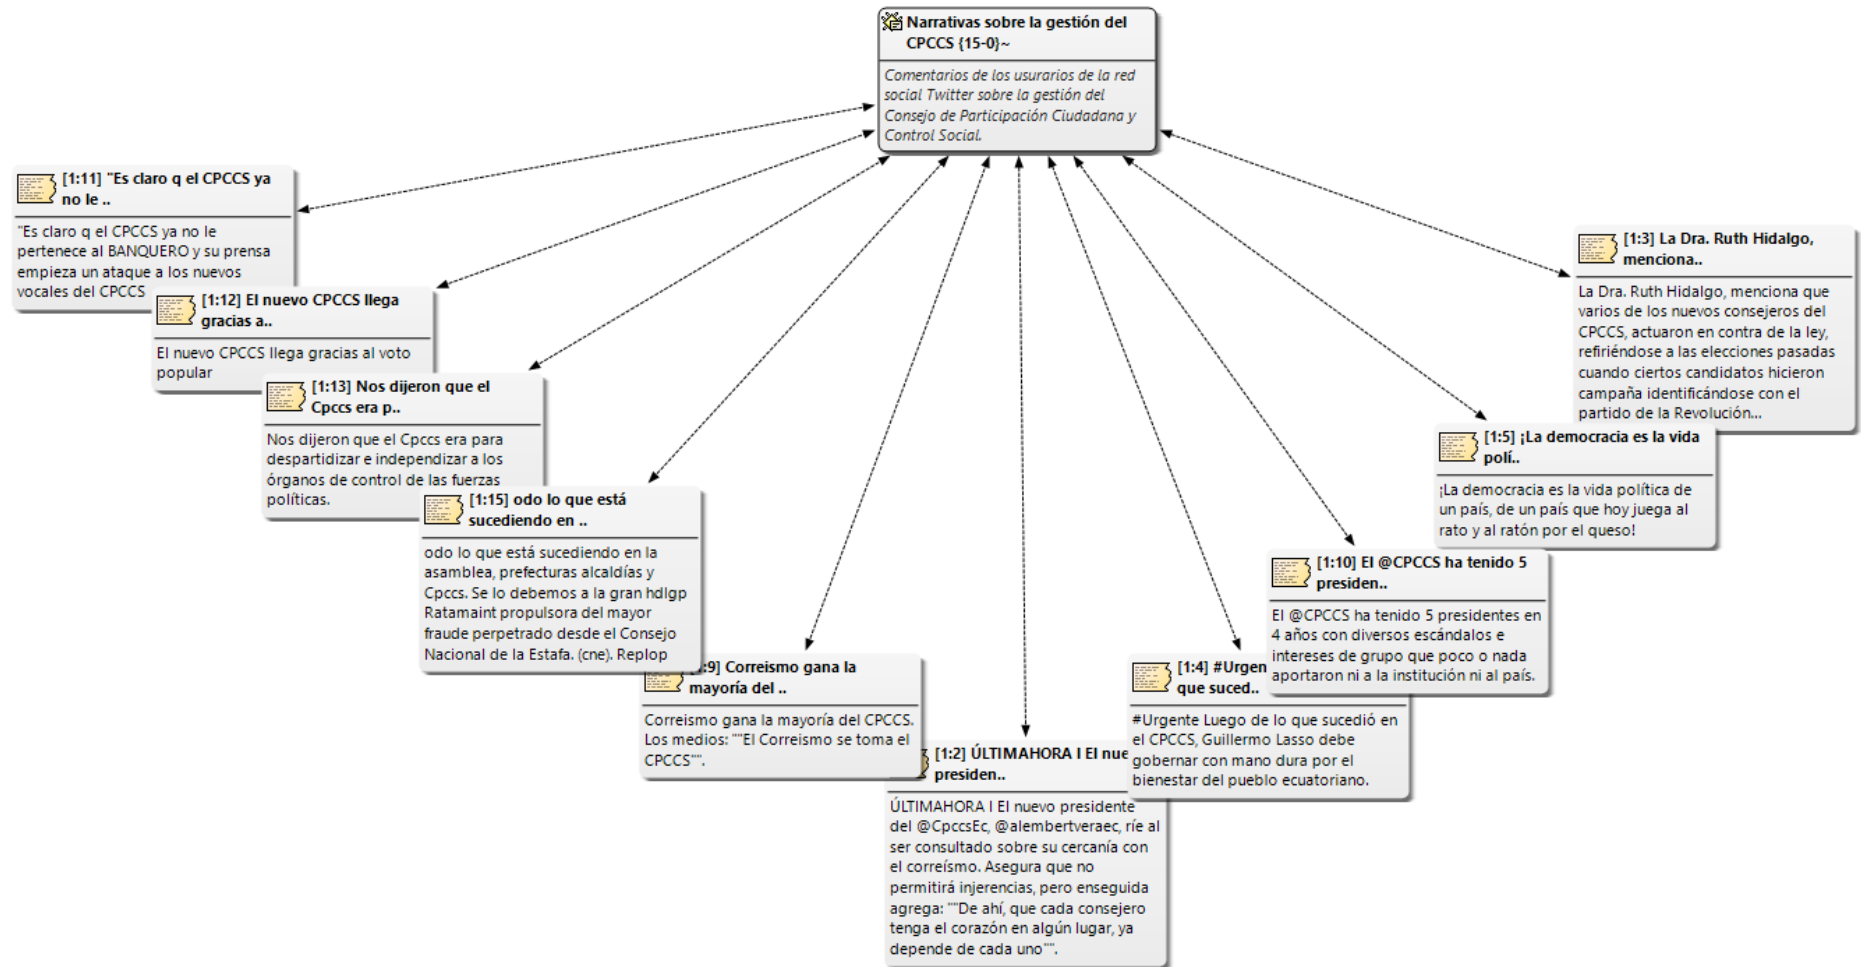 Narrativas sobre la gestión del
CPCCS {15-0}~
Comentarios de los usurarios de la red
social Twitter sobre la gestión del
Consejo de Participación Ciudadana y
Control Social.
[1:11] "Es claro q el CPCCS ya
no le ..
"Es claro q el CPCCS ya no le
pertenece al BANQUERO y su prensa
empieza un ataque a los nuevos
vocales del CPCCS
[1:12] El nuevo CPCCS llega
gracias a..
El nuevo CPCCS llega gracias al voto
popular
[1:13] Nos dijeron que el
Cpccs era p..
Nos dijeron que el Cpccs era para
despartidizar e independizar a los
órganos de control de las fuerzas
políticas.
[1:15] odo lo que está
sucediendo en ..
odo lo que está sucediendo en la
asamblea, prefecturas alcaldías y
Cpccs. Se lo debemos a la gran hdlgp
Ratamaint propulsora del mayor
fraude perpetrado desde el Consejo
Nacional de la Estafa. (cne). Replop
:9] Correismo gana la
mayoría del ..
Correismo gana la mayoría del CPCCS.
Los medios: ""El Correismo se toma el
CPCCS"".
[1:2] ÚLTIMAHORA I El nue
presiden..
ÚLTIMAHORA I El nuevo presidente
del @CpccsEc, @alembertveraec, ríe al
ser consultado sobre su cercanía con
el correísmo. Asegura que no
permitirá injerencias, pero enseguida
agrega: ""De ahí, que cada consejero
tenga el corazón en algún lugar, ya
depende de cada uno"".
[1:4] #Urgen
que suced..
#Urgente Luego de lo que sucedió en
el CPCCS, Guillermo Lasso debe
gobernar con mano dura por el
bienestar del pueblo ecuatoriano.
[1:10] El @CPCCS ha tenido 5
presiden..
El @CPCCS ha tenido 5 presidentes en
4 años con diversos escándalos e
intereses de grupo que poco o nada
aportaron ni a la institución ni al país.
[1:5] ¡La democracia es la vida
polí..
¡La democracia es la vida política de
un país, de un país que hoy juega al
rato y al ratón por el queso!
[1:3] La Dra. Ruth Hidalgo,
menciona..
La Dra. Ruth Hidalgo, menciona que
varios de los nuevos consejeros del
CPCCS, actuaron en contra de la ley,
refiriéndose a las elecciones pasadas
cuando ciertos candidatos hicieron
campaña identificándose con el
partido de la Revolución...